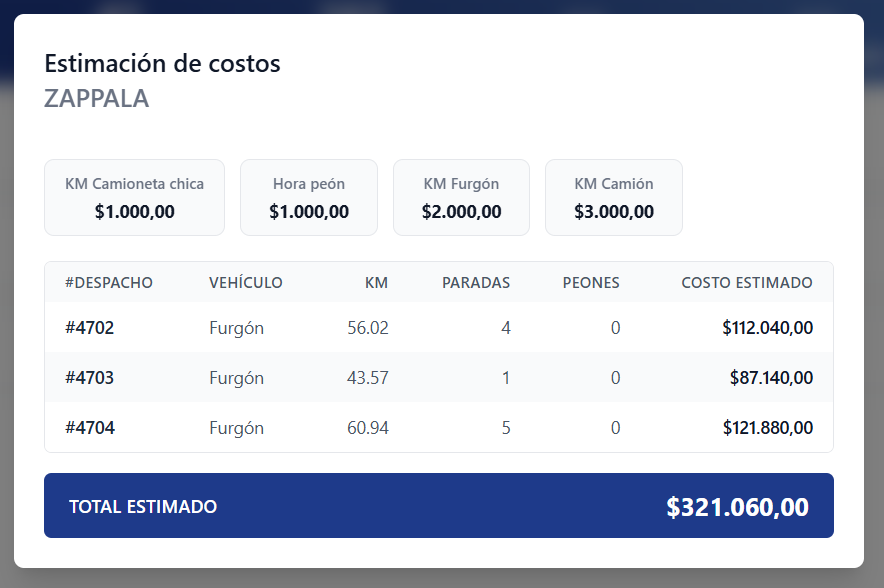 Estimación de costos
ZAPPALA
KM Camioneta chica Hora peón KM Furgón KM Camión
$1.000,00 $1.000,00 $2.000,00 $3.000,00
#DESPACHO VEHÍCULO KM PARADAS PEONES COSTO ESTIMADO
#4702 Furgón 56.02 4 0 $112.040,00
#4703 Furgón 43.57 1 0 $87.140,00
#4704 Furgón 60.94 5 0 $121.880,00
TOTAL ESTIMADO $321.060,00